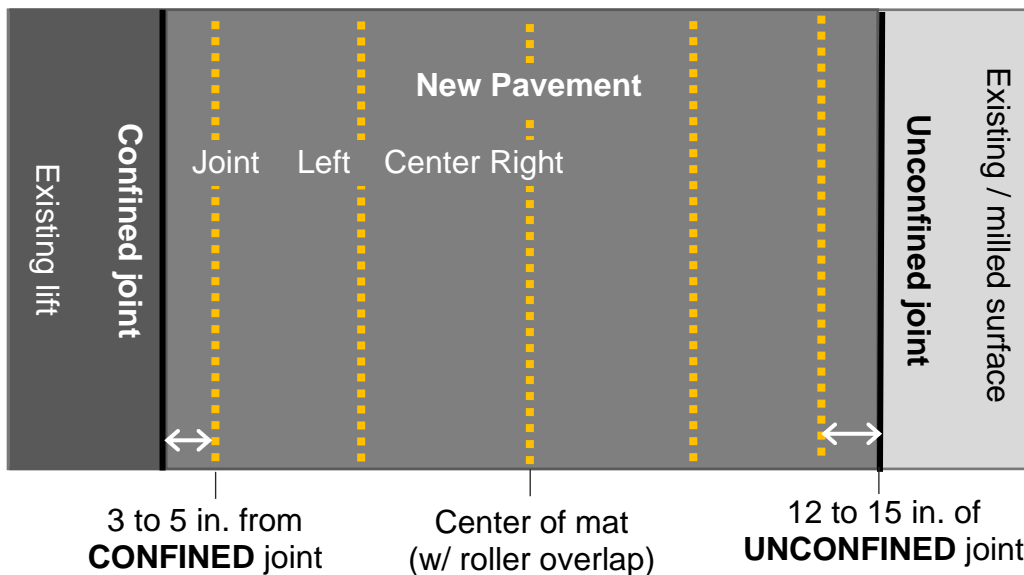 New Pavement
Joint Left Center Right
Existing lift
Confined joint
Unconfined joint
Existing / milled surface
3 to 5 in. from
CONFINED joint
Center of mat
(w/ roller overlap)
12 to 15 in. of
UNCONFINED joint